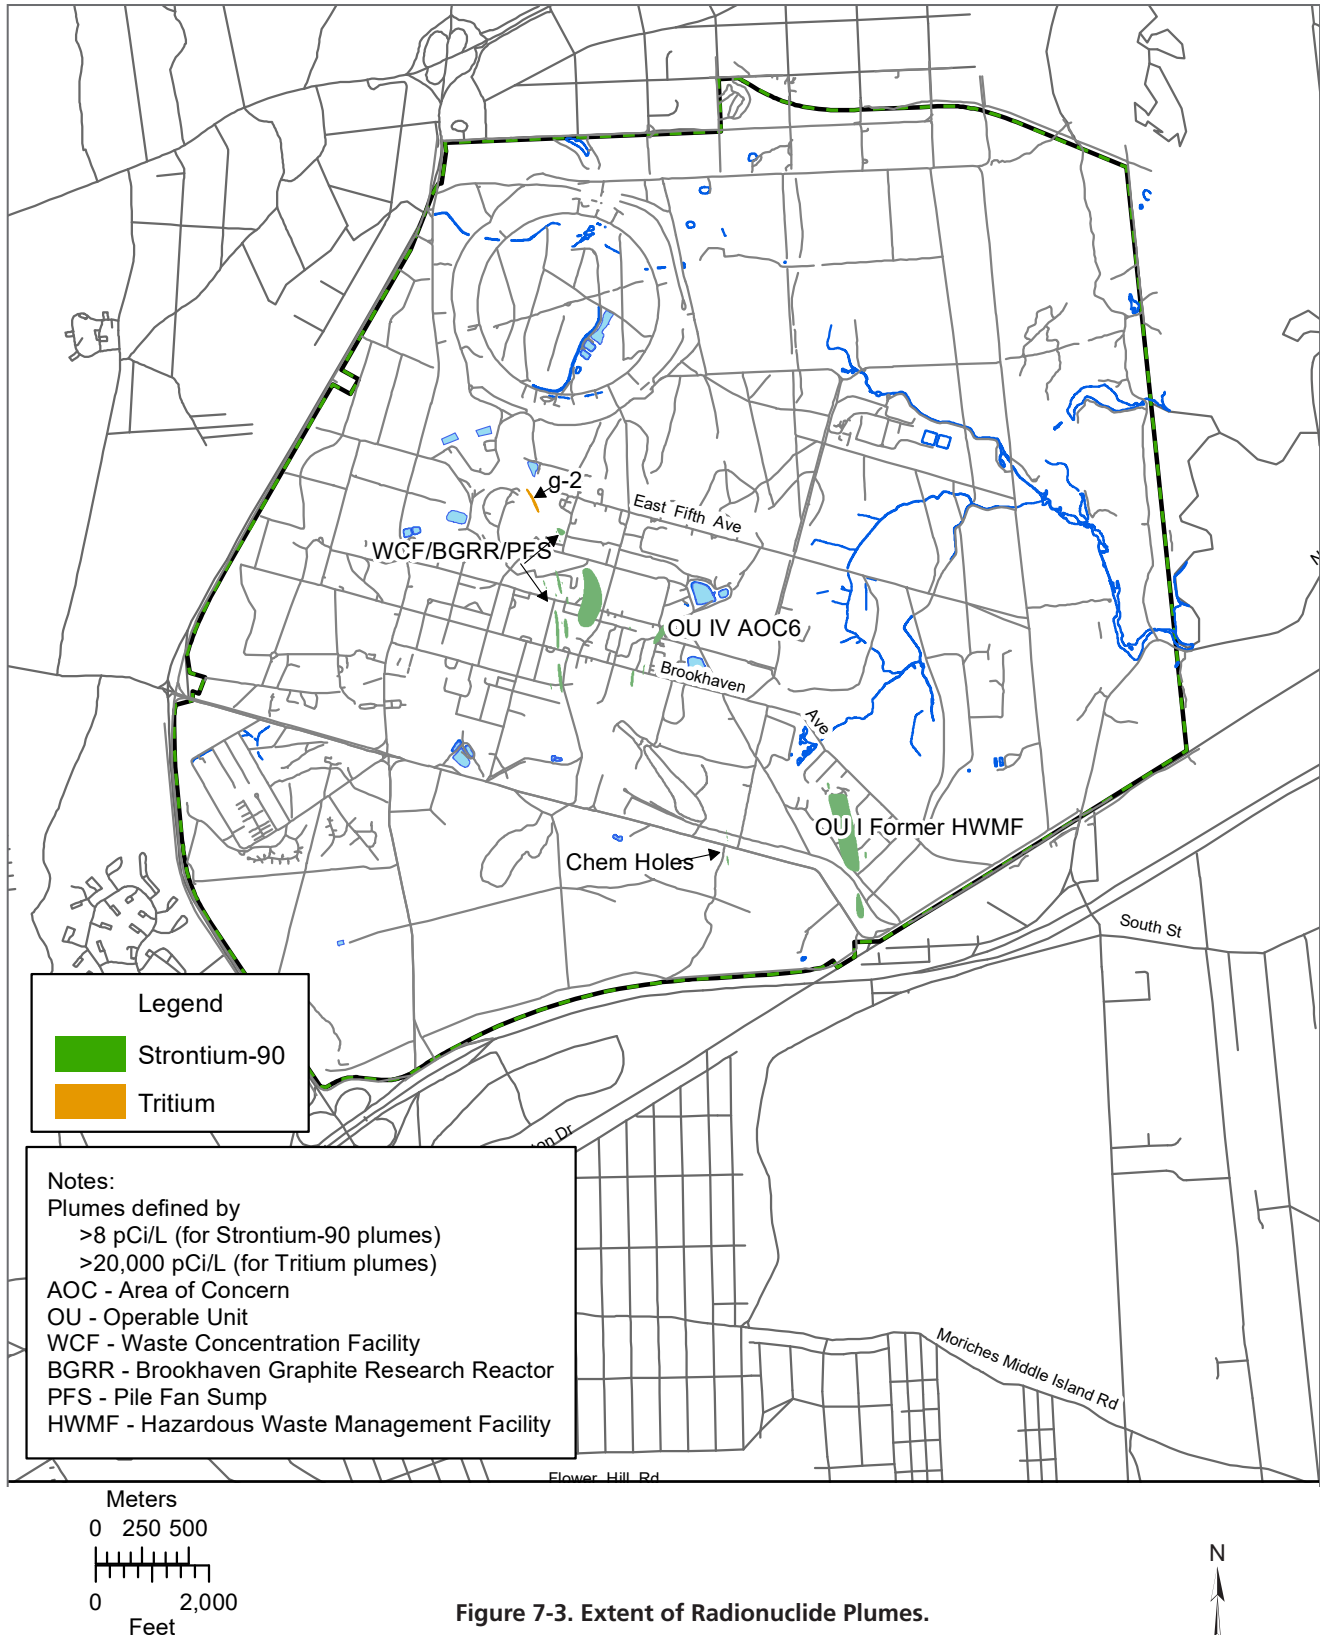 g-2
East Fifth Ave
WCF/BGRR/PFS
OU IV AOC6
Brookhaven
Ave
OU I Former HWMF
Chem Holes
South St
Legend
Strontium-90
Tritium
Dr
Notes:
Plumes defined by
>8 pCi/L (for Strontium-90 plumes)
>20,000 pCi/L (for Tritium plumes)
AOC - Area of Concern
OU - Operable Unit
WCF - Waste Concentration Facility
BGRR - Brookhaven Graphite Research Reactor
PFS - Pile Fan Sump
HWMF - Hazardous Waste Management Facility
Moriches Middle Island Rd
Flower Hill Rd
Meters
0 250 500
0 2,000
Feet
N
Figure 7-3. Extent of Radionuclide Plumes.